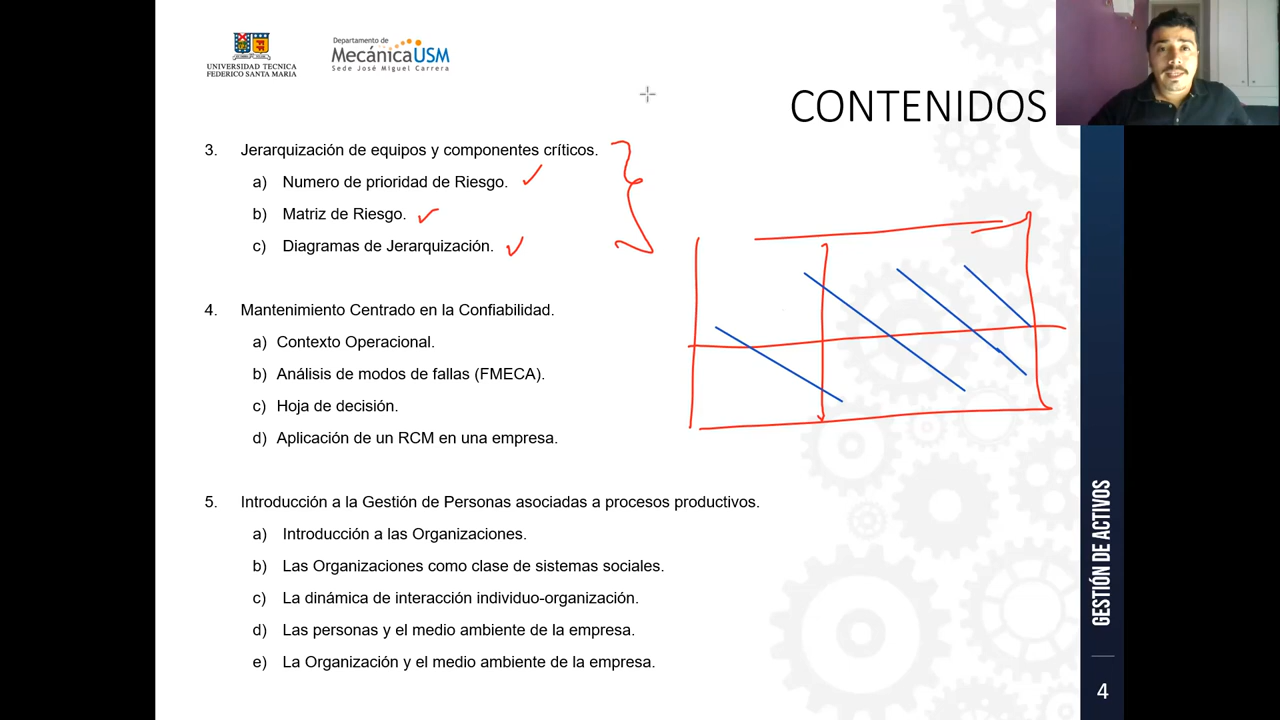 UNIVERSIDAD TECNICA
FEDERICO SANTA MARIA
Departamento de
MecánicaUSM
Sede José Miguel Carrera
CONTENIDOS
3. Jerarquización de equipos y componentes críticos.
a) Numero de prioridad de Riesgo.
b) Matriz de Riesgo.
c) Diagramas de Jerarquización.
4. Mantenimiento Centrado en la Confiabilidad.
a) Contexto Operacional.
b) Análisis de modos de fallas (FMECA).
c) Hoja de decisión.
d) Aplicación de un RCM en una empresa.
5. Introducción a la Gestión de Personas asociadas a procesos productivos.
a) Introducción a las Organizaciones.
b) Las Organizaciones como clase de sistemas sociales.
c) La dinámica de interacción individuo-organización.
d) Las personas y el medio ambiente de la empresa.
e) La Organización y el medio ambiente de la empresa.
GESTIÓN DE ACTIVOS
4